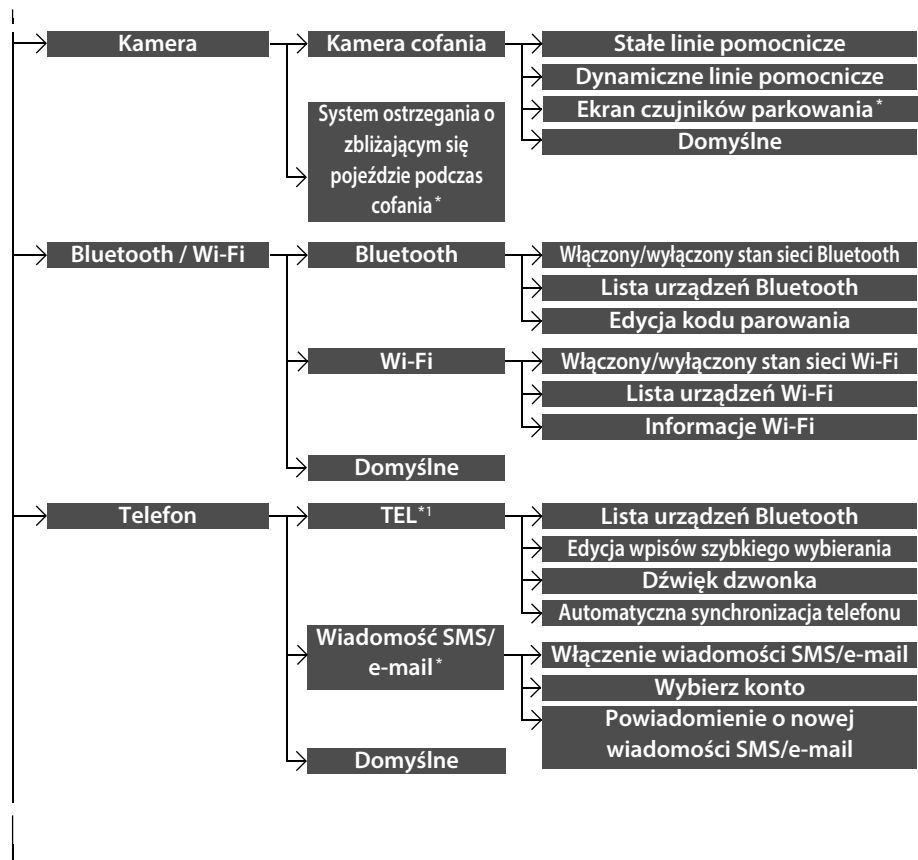 Kamera
Kamera cofania
Stałe linie pomocnicze
Dynamiczne linie pomocnicze
Ekran czujników parkowania*
Domyślne
System ostrzegania o
zbliżającym się
pojeździe podczas
cofania*
Bluetooth / Wi-Fi
Bluetooth
Włączony/wyłączony stan sieci Bluetooth
Lista urządzeń Bluetooth
Edycja kodu parowania
Wi-Fi
Włączony/wyłączony stan sieci Wi-Fi
Lista urządzeń Wi-Fi
Informacje Wi-Fi
Domyślne
Telefon
TEL*1
Lista urządzeń Bluetooth
Edycja wpisów szybkiego wybierania
Dźwięk dzwonka
Automatyczna synchronizacja telefonu
Wiadomość SMS/
e-mail*
Włączenie wiadomości SMS/e-mail
Wybierz konto
Powiadomienie o nowej
wiadomości SMS/e-mail
Domyślne